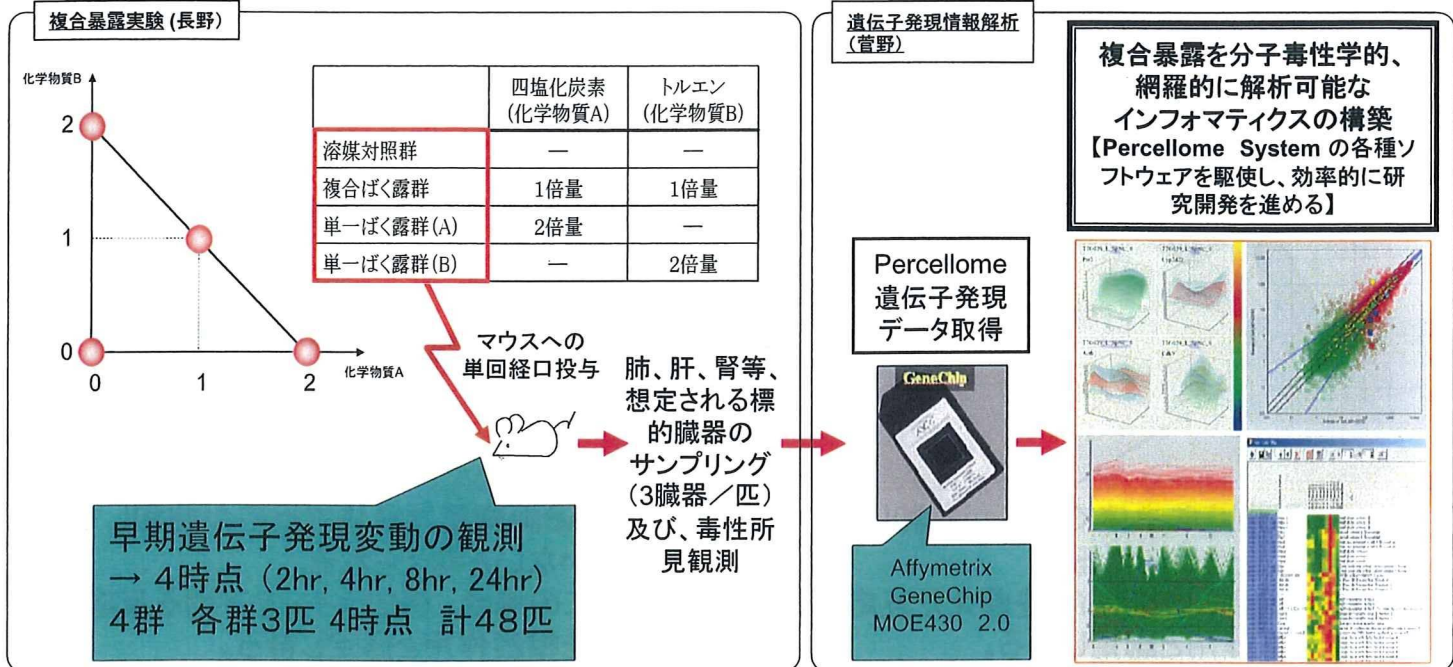 複合暴露実験 (長野)
化学物質B
2
1
0
0
1
2
化学物質A
四塩化炭素
(化学物質A)
トルエン
(化学物質B)
溶媒対照群
—
—
複合ばく露群
1倍量
1倍量
単一ばく露群(A)
2倍量
—
単一ばく露群(B)
—
2倍量
マウスへの
単回経口投与
早期遺伝子発現変動の観測
→ 4時点 (2hr, 4hr, 8hr, 24hr)
4群 各群3匹 4時点 計48匹
肺、肝、腎等、
想定される標
的臓器の
サンプリング
(3臓器/匹)
及び、毒性所
見観測
遺伝子発現情報解析
(菅野)
Percellome
遺伝子発現
データ取得
GeneChip
Affymetrix
GeneChip
MOE430 2.0
複合暴露を分子毒性学的、
網羅的に解析可能な
インフォマティクスの構築
【Percellome System の各種ソ
フトウェアを駆使し、効率的に研
究開発を進める】